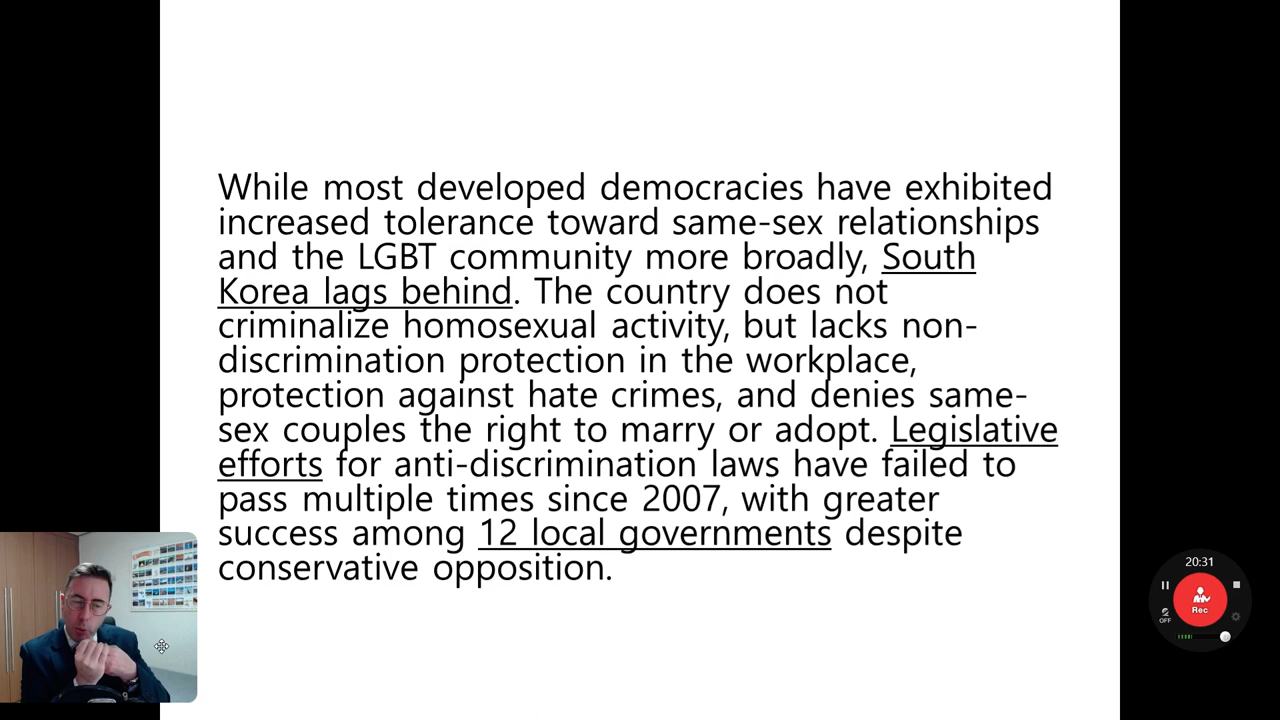 While most developed democracies have exhibited
increased tolerance toward same-sex relationships
and the LGBT community more broadly, South
Korea lags behind. The country does not
criminalize homosexual activity, but lacks non-
discrimination protection in the workplace,
protection against hate crimes, and denies same-
sex couples the right to marry or adopt. Legislative
efforts for anti-discrimination laws have failed to
pass multiple times since 2007, with greater
success among 12 local governments despite
conservative opposition.
20:31
Rec
OFF